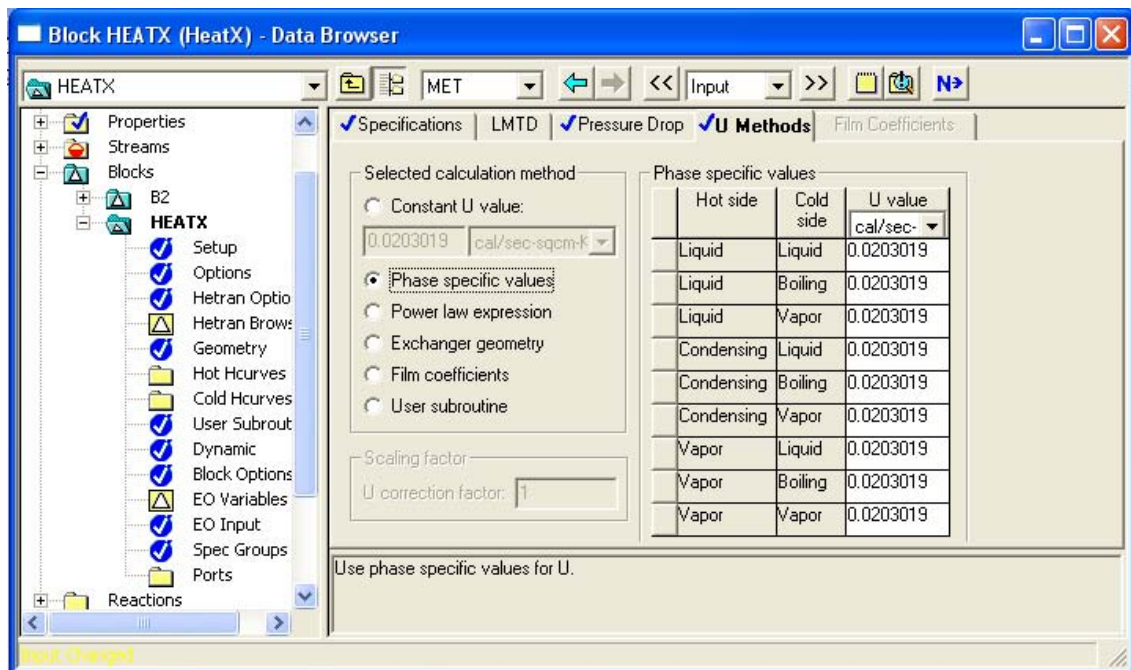 Block HEATX (HeatX) - Data Browser
HEATX MET << Input >> N
Properties
Streams
Blocks
B2
HEATX
Setup
Options
Hetran Optio
Hetran Brows
Geometry
Hot Hcurves
Cold Hcurves
User Subrout
Dynamic
Block Options
EO Variables
EO Input
Spec Groups
Ports
Reactions
Specifications LMTD Pressure Drop U Methods Film Coefficients
Selected calculation method
Constant U value:
0.0203019 cal/sec-sqcm-K
Phase specific values
Power law expression
Exchanger geometry
Film coefficients
User subroutine
Scaling factor
U correction factor: 1
Phase specific values
Hot side Cold side U value
cal/sec-
Liquid Liquid 0.0203019
Liquid Boiling 0.0203019
Liquid Vapor 0.0203019
Condensing Liquid 0.0203019
Condensing Boiling 0.0203019
Condensing Vapor 0.0203019
Vapor Liquid 0.0203019
Vapor Boiling 0.0203019
Vapor Vapor 0.0203019
Use phase specific values for U.
Input Changed